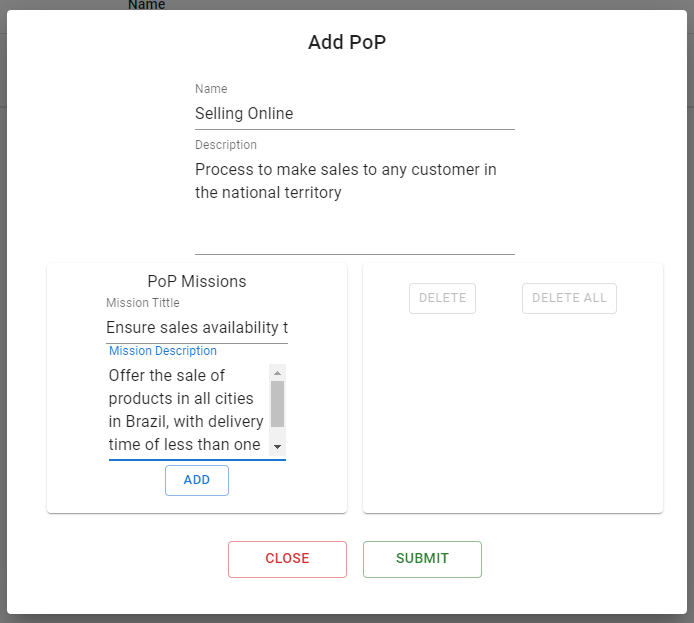 Name
Add PoP
Name
Selling Online
Description
Process to make sales to any customer in
the national territory
PoP Missions
Mission Tittle
Ensure sales availability t
Mission Description
Offer the sale of
products in all cities
in Brazil, with delivery
time of less than one
ADD
DELETE
DELETE ALL
CLOSE
SUBMIT